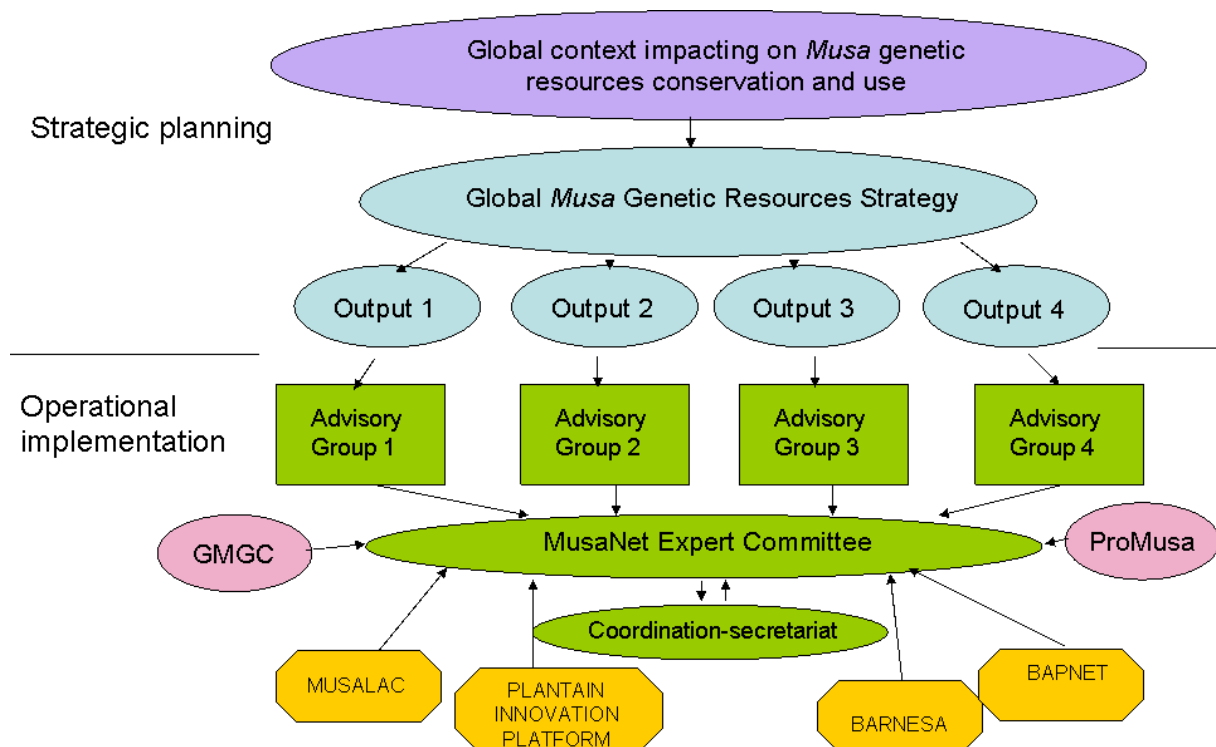 Global context impacting on Musa genetic
resources conservation and use
Strategic planning
Global Musa Genetic Resources Strategy
Output 1
Output 2
Output 3
Output 4
Operational
implementation
Advisory
Group 1
Advisory
Group 2
Advisory
Group 3
Advisory
Group 4
GMGC
MusaNet Expert Committee
ProMusa
Coordination-secretariat
MUSALAC
PLANTAIN
INNOVATION
PLATFORM
BARNESA
BAPNET